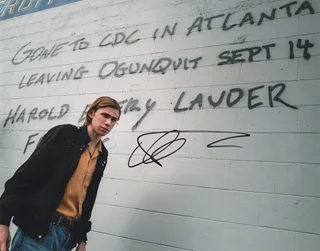 GONE TO CDC IN ATLANTA
LEAVING OGUNQUIT SEPT 14
HAROLD LAUDER